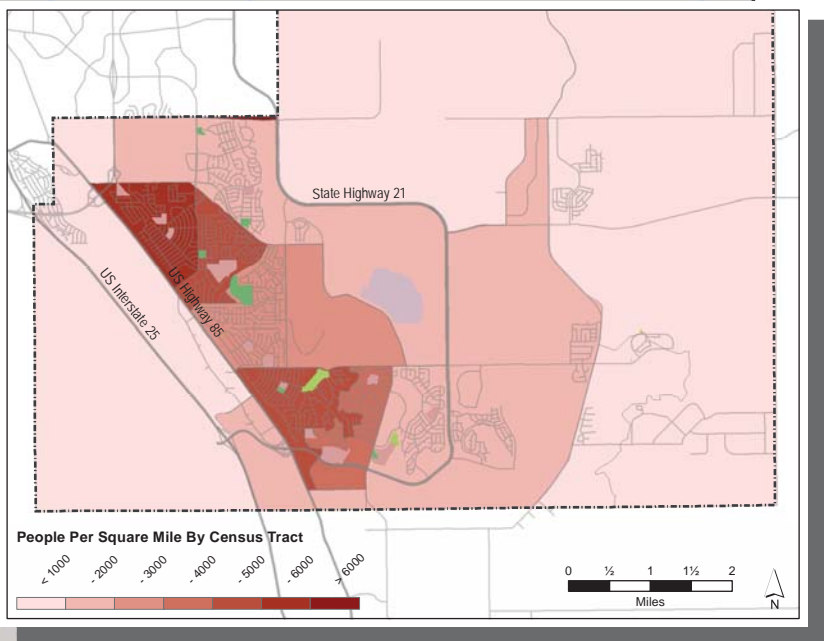 State Highway 21
US Highway 85
US Interstate 25
People Per Square Mile By Census Tract
< 1000
- 2000
- 3000
- 4000
- 5000
- 6000
> 6000
0 ½ 1 1½ 2
Miles
N